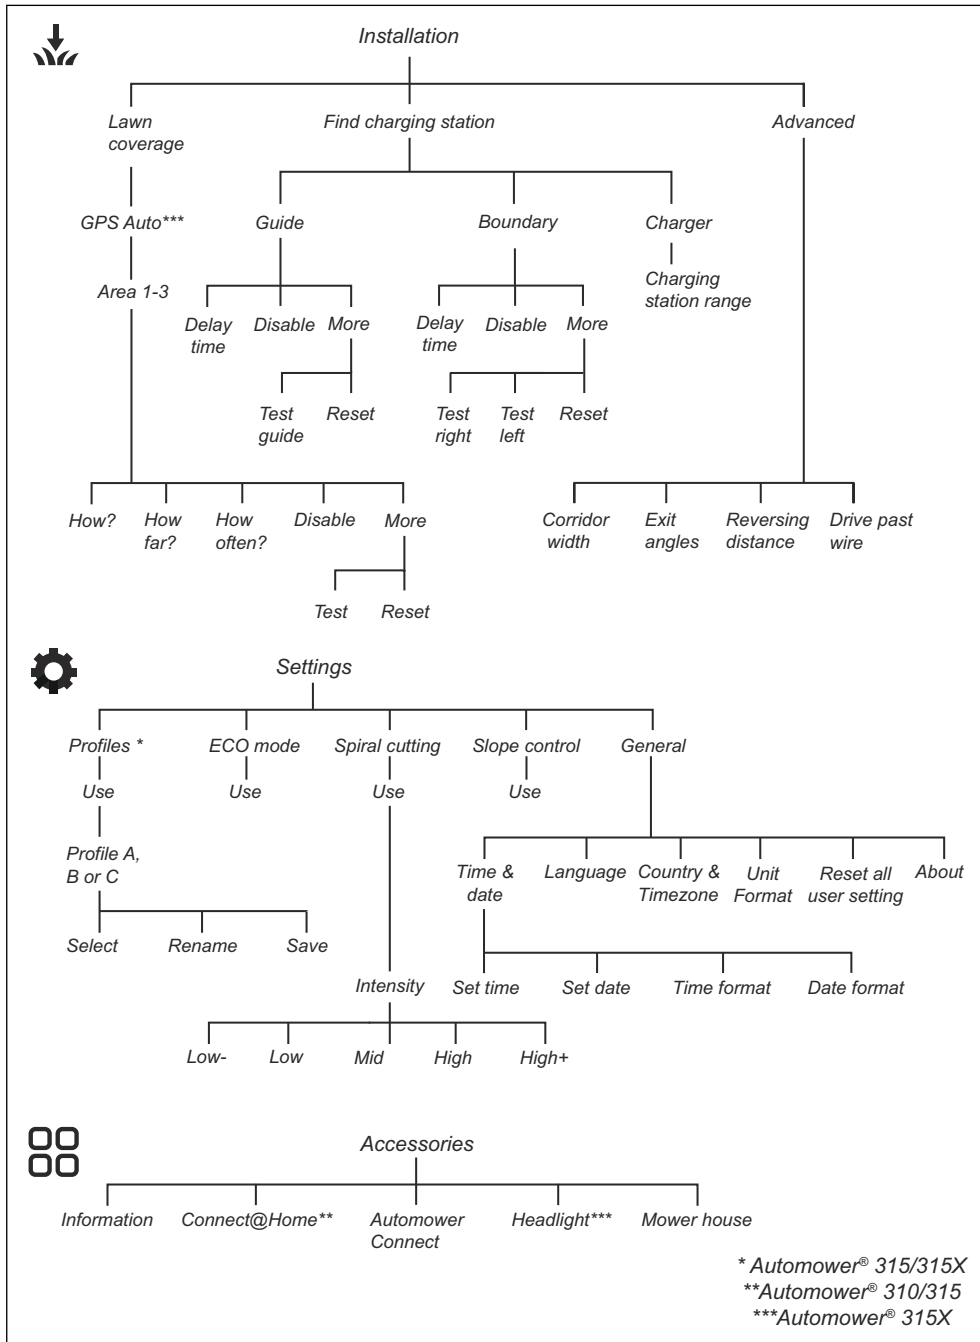 Installation
Lawn
coverage
Find charging station
Advanced
GPS Auto***
Guide
Boundary
Charger
Area 1-3
Charging
station range
Delay
time
Disable
More
Delay
time
Disable
More
Test
guide
Reset
Test
right
Test
left
Reset
How?
How
far?
How
often?
Disable
More
Corridor
width
Exit
angles
Reversing
distance
Drive past
wire
Test
Reset
Settings
Profiles *
ECO mode
Spiral cutting
Slope control
General
Use
Use
Use
Use
Profile A,
B or C
Time &
date
Language
Country &
Timezone
Unit
Format
Reset all
user setting
About
Select
Rename
Save
Intensity
Set time
Set date
Time format
Date format
Low-
Low
Mid
High
High+
Accessories
Information
Connect@Home**
Automower
Connect
Headlight***
Mower house
* Automower® 315/315X
**Automower® 310/315
***Automower® 315X